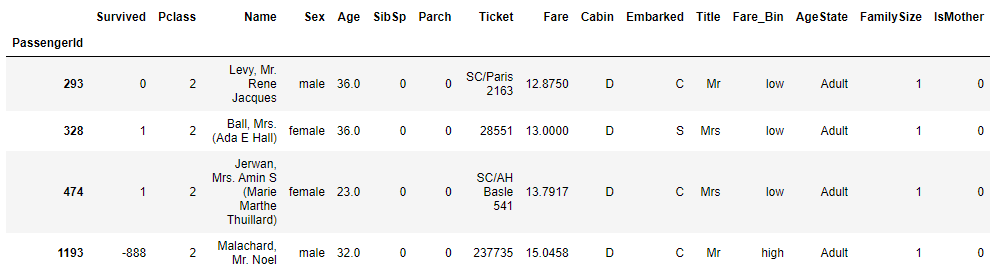 Survived Pclass Name Sex Age SibSp Parch Ticket Fare Cabin Embarked Title Fare_Bin AgeState FamilySize IsMother
PassengerId
293 0 2 Levy, Mr. Rene Jacques male 36.0 0 0 SC/Paris 2163 12.8750 D C Mr low Adult 1 0
328 1 2 Ball, Mrs. (Ada E Hall) female 36.0 0 0 28551 13.0000 D S Mrs low Adult 1 0
474 1 2 Jerwan, Mrs. Amin S (Marie Marthe Thuillard) female 23.0 0 0 SC/AH Basle 541 13.7917 D C Mrs low Adult 1 0
1193 -888 2 Malachard, Mr. Noel male 32.0 0 0 237735 15.0458 D C Mr high Adult 1 0